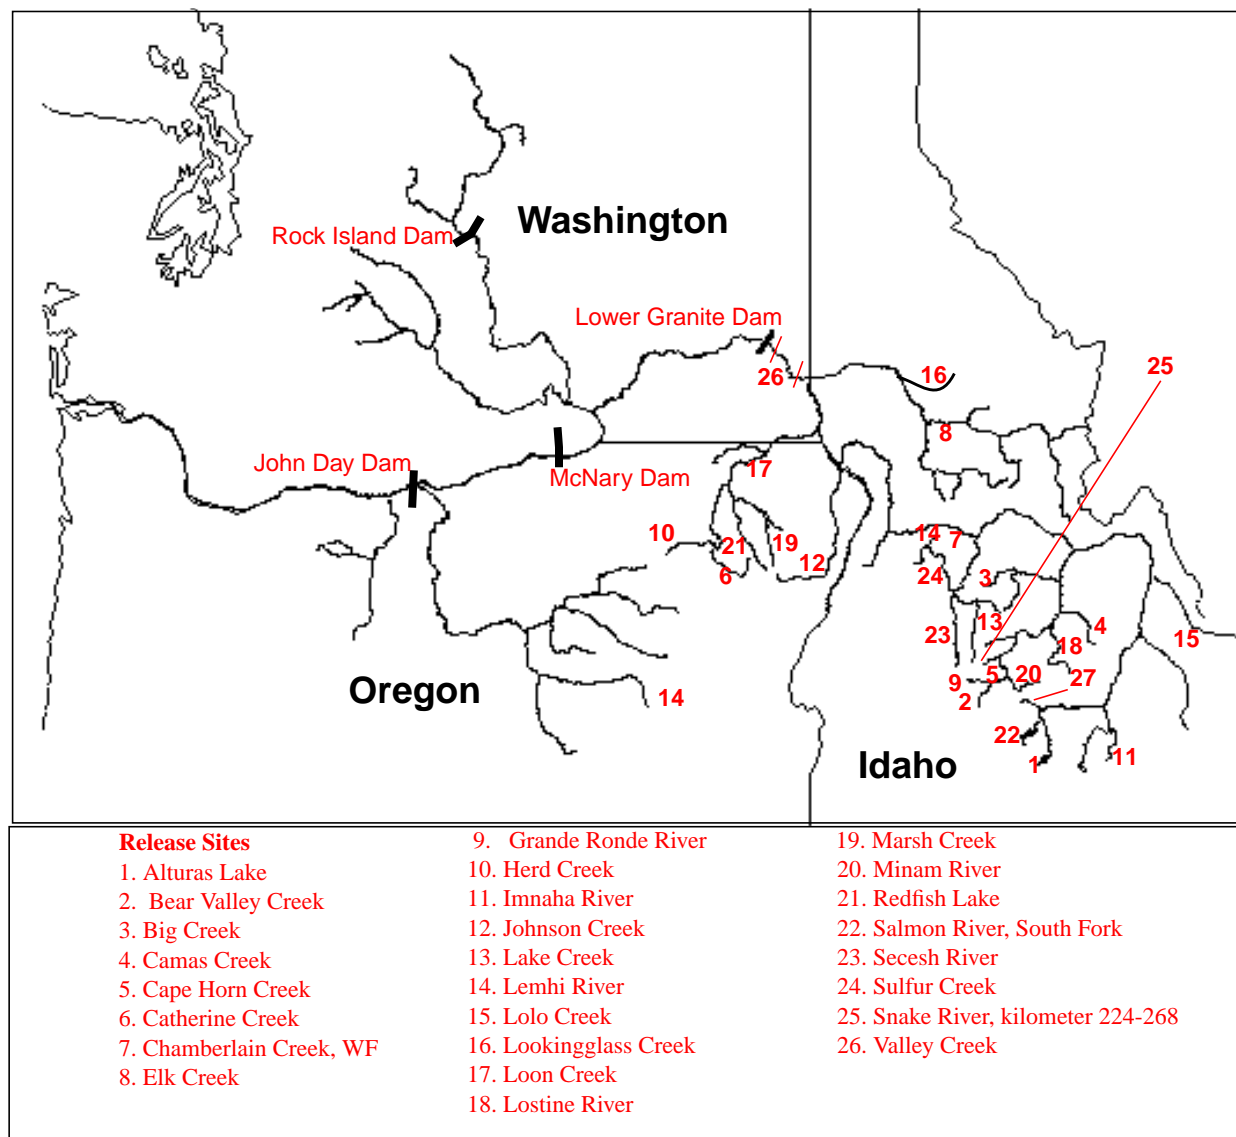 Washington
Rock Island Dam
Lower Granite Dam
26
16
25
8
John Day Dam
McNary Dam
17
10
21
19
12
6
14
7
24
3
23
13
4
18
15
5
9
2
20
27
14
Oregon
22
1
11
Idaho
Release Sites
1. Alturas Lake
2. Bear Valley Creek
3. Big Creek
4. Camas Creek
5. Cape Horn Creek
6. Catherine Creek
7. Chamberlain Creek, WF
8. Elk Creek
9. Grande Ronde River
10. Herd Creek
11. Imnaha River
12. Johnson Creek
13. Lake Creek
14. Lemhi River
15. Lolo Creek
16. Lookingglass Creek
17. Loon Creek
18. Lostine River
19. Marsh Creek
20. Minam River
21. Redfish Lake
22. Salmon River, South Fork
23. Secesh River
24. Sulfur Creek
25. Snake River, kilometer 224-268
26. Valley Creek